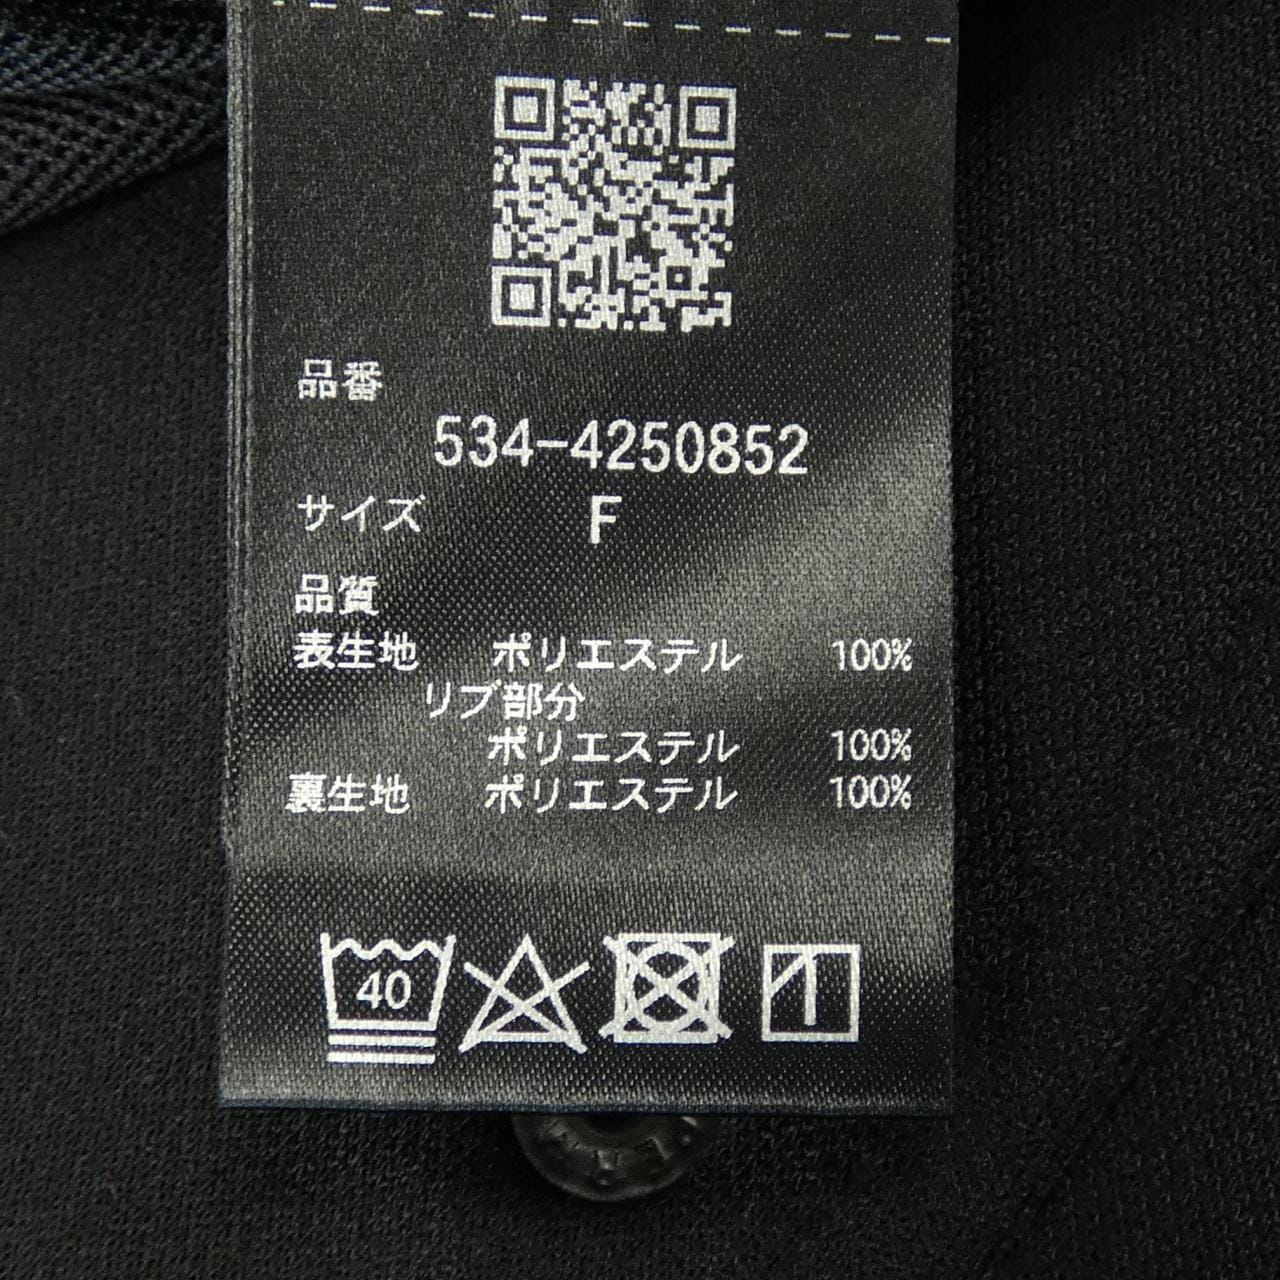 品番
534-4250852
サイズ F
品質
表生地 ポリエステル 100%
リブ部分
ポリエステル 100%
裏生地 ポリエステル 100%
40